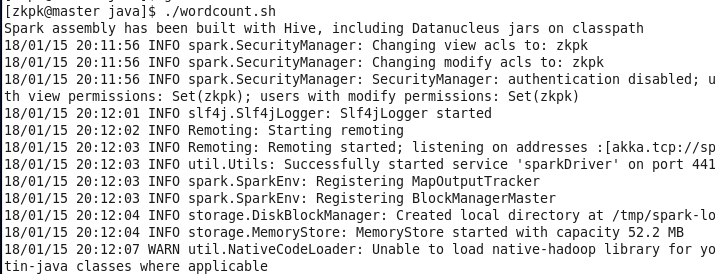 [zkpk@master java]$ ./wordcount.sh
Spark assembly has been built with Hive, including Datanucleus jars on classpath
18/01/15 20:11:56 INFO spark.SecurityManager: Changing view acls to: zkpk
18/01/15 20:11:56 INFO spark.SecurityManager: Changing modify acls to: zkpk
18/01/15 20:11:56 INFO spark.SecurityManager: SecurityManager: authentication disabled; u
th view permissions: Set(zkpk); users with modify permissions: Set(zkpk)
18/01/15 20:12:01 INFO slf4j.Slf4jLogger: Slf4jLogger started
18/01/15 20:12:02 INFO Remoting: Starting remoting
18/01/15 20:12:03 INFO Remoting: Remoting started; listening on addresses :[akka.tcp://sp
18/01/15 20:12:03 INFO util.Utils: Successfully started service 'sparkDriver' on port 441
18/01/15 20:12:03 INFO spark.SparkEnv: Registering MapOutputTracker
18/01/15 20:12:03 INFO spark.SparkEnv: Registering BlockManagerMaster
18/01/15 20:12:04 INFO storage.DiskBlockManager: Created local directory at /tmp/spark-lo
18/01/15 20:12:04 INFO storage.MemoryStore: MemoryStore started with capacity 52.2 MB
18/01/15 20:12:07 WARN util.NativeCodeLoader: Unable to load native-hadoop library for yo
tin-java classes where applicable